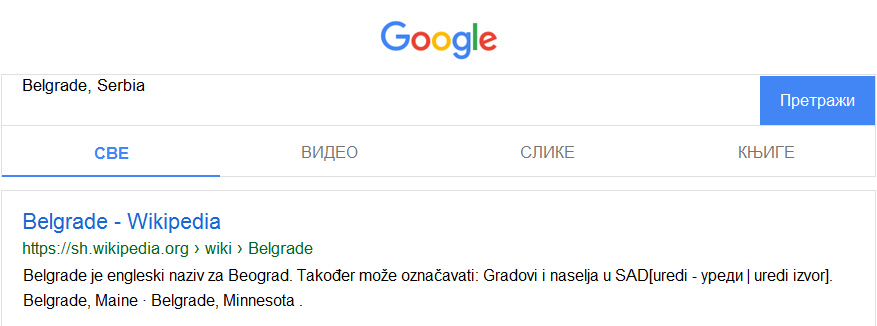 Google
Belgrade, Serbia
Претражи
СВЕ ВИДЕО СЛИКЕ КЊИГЕ
Belgrade - Wikipedia
https://sh.wikipedia.org › wiki › Belgrade
Belgrade je engleski naziv za Beograd. Također može označavati: Gradovi i naselja u SAD[uredi - уреди | uredi izvor].
Belgrade, Maine · Belgrade, Minnesota .